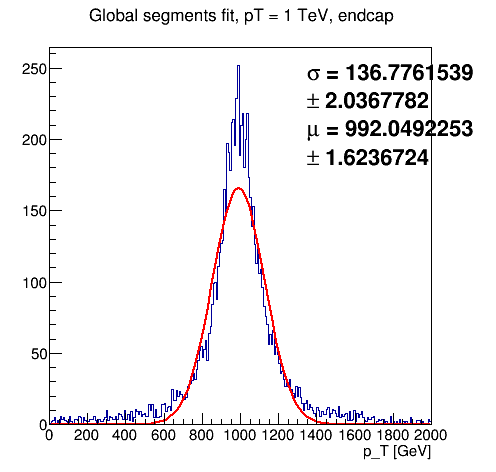 Global segments fit, pT = 1 TeV, endcap
σ = 136.7761539
± 2.0367782
μ = 992.0492253
± 1.6236724
250
200
150
100
50
0
0 200 400 600 800 1000 1200 1400 1600 1800 2000
p_T [GeV]